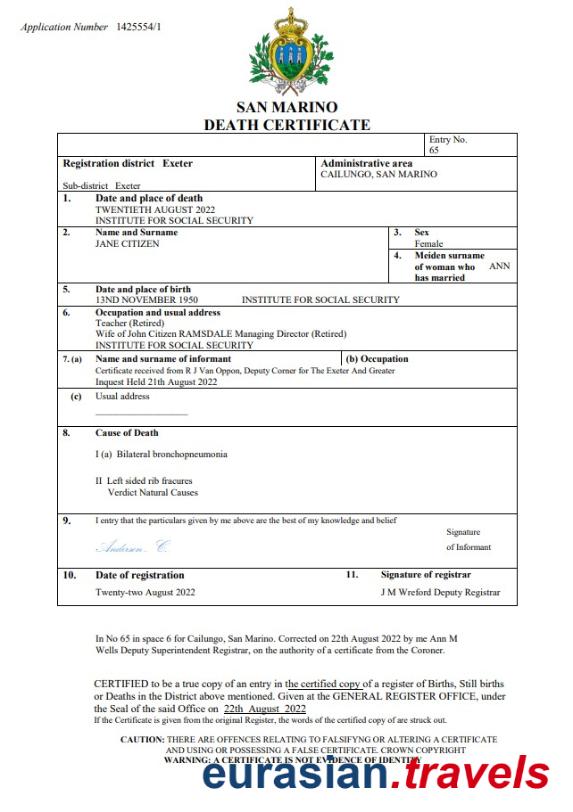 Application Number 1425554/1
SAN MARINO
DEATH CERTIFICATE
Entry No.
65
Registration district Exeter
Sub-district Exeter
Administrative area
CAILUNGO, SAN MARINO
1. Date and place of death
TWENTIETH AUGUST 2022
INSTITUTE FOR SOCIAL SECURITY
2. Name and Surname
JANE CITIZEN
3. Sex
Female
4. Meiden surname
of woman who
has married
ANN
5. Date and place of birth
13ND NOVEMBER 1950 INSTITUTE FOR SOCIAL SECURITY
6. Occupation and usual address
Teacher (Retired)
Wife of John Citizen RAMSDALE Managing Director (Retired)
INSTITUTE FOR SOCIAL SECURITY
7. (a) Name and surname of informant (b) Occupation
Certificate received from R J Van Oppon, Deputy Corner for The Exeter And Greater
Inquest Held 21th August 2022
(c) Usual address
8. Cause of Death
I (a) Bilateral bronchopneumonia
II Left sided rib fracures
Verdict Natural Causes
9. I entry that the particulars given by me above are the best of my knowledge and belief
Andersen C.
Signature
of Informant
10. Date of registration
Twenty-two August 2022
11. Signature of registrar
J M Wreford Deputy Registrar
In No 65 in space 6 for Cailungo, San Marino. Corrected on 22th August 2022 by me Ann M
Wells Deputy Superintendent Registrar, on the authority of a certificate from the Coroner.
CERTIFIED to be a true copy of an entry in the certified copy of a register of Births, Still births
or Deaths in the District above mentioned. Given at the GENERAL REGISTER OFFICE, under
the Seal of the said Office on 22th August 2022
If the Certificate is given from the original Register, the words of the certified copy of are struck out.
CAUTION: THERE ARE OFFENCES RELATING TO FALSIFYNG OR ALTERING A CERTIFICATE
AND USING OR POSSESSING A FALSE CERTIFICATE. CROWN COPYRIGHT
WARNING: A CERTIFICATE IS NOT EVIDENCE OF IDENTITY
eurasian.travels